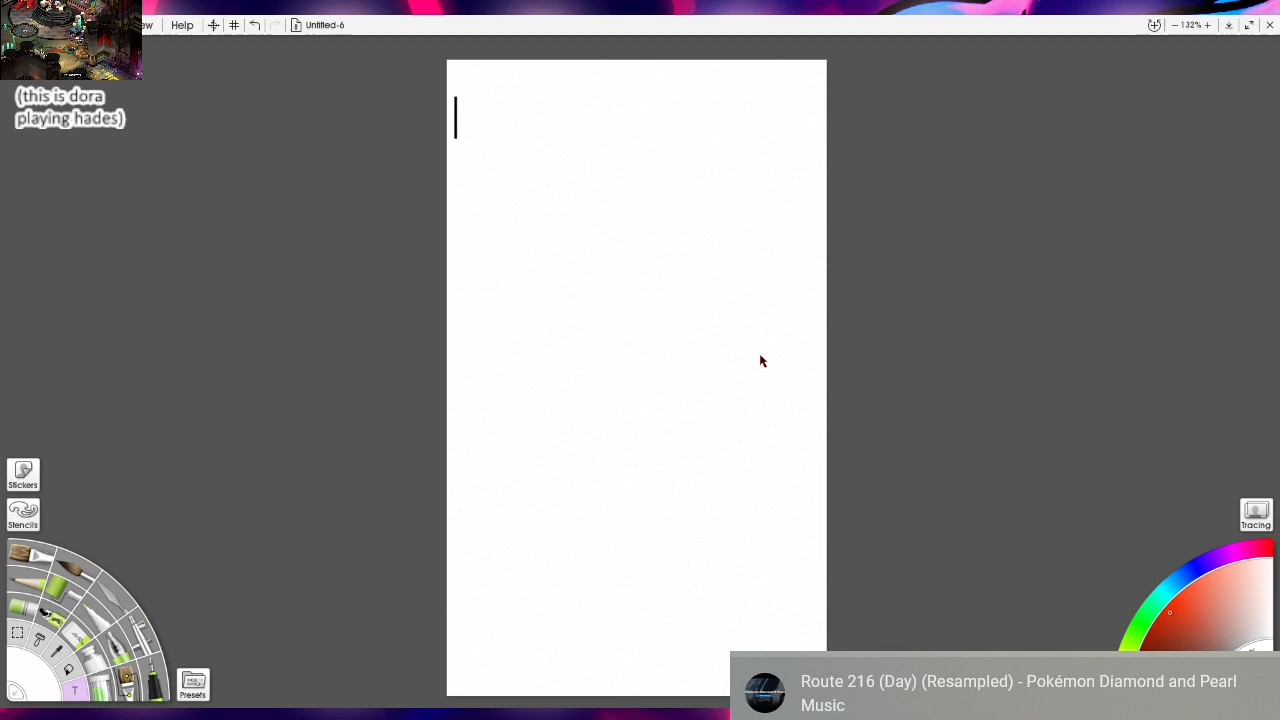 ew Help Untitled-6 132%
(this is dora
playing hades)
Stickers
Stencils
Tracing
T
Presets
Route 216 (Day) (Resampled) - Pokémon Diamond and Pearl
Music